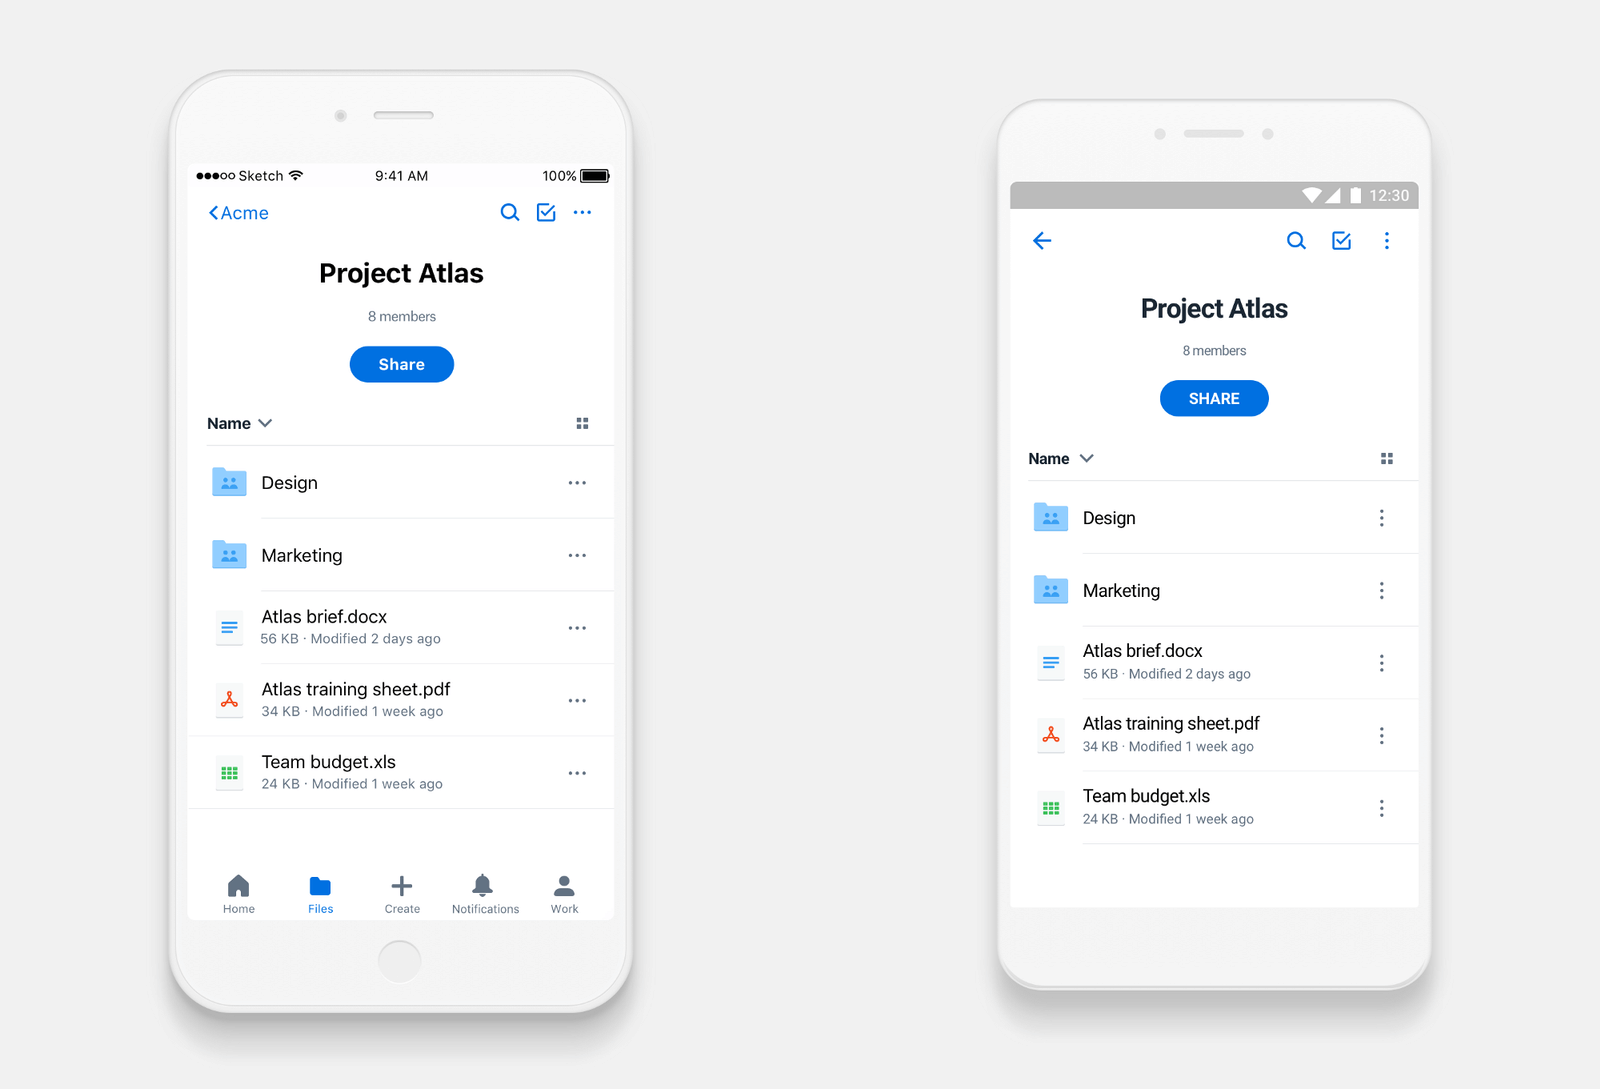 Sketch 9:41 AM 100%
Acme
Project Atlas
8 members
Share
Name
Design
Marketing
Atlas brief.docx
56 KB · Modified 2 days ago
Atlas training sheet.pdf
34 KB · Modified 1 week ago
Team budget.xls
24 KB · Modified 1 week ago
Home Files Create Notifications Work
12:30
Project Atlas
8 members
SHARE
Name
Design
Marketing
Atlas brief.docx
56 KB · Modified 2 days ago
Atlas training sheet.pdf
34 KB · Modified 1 week ago
Team budget.xls
24 KB · Modified 1 week ago